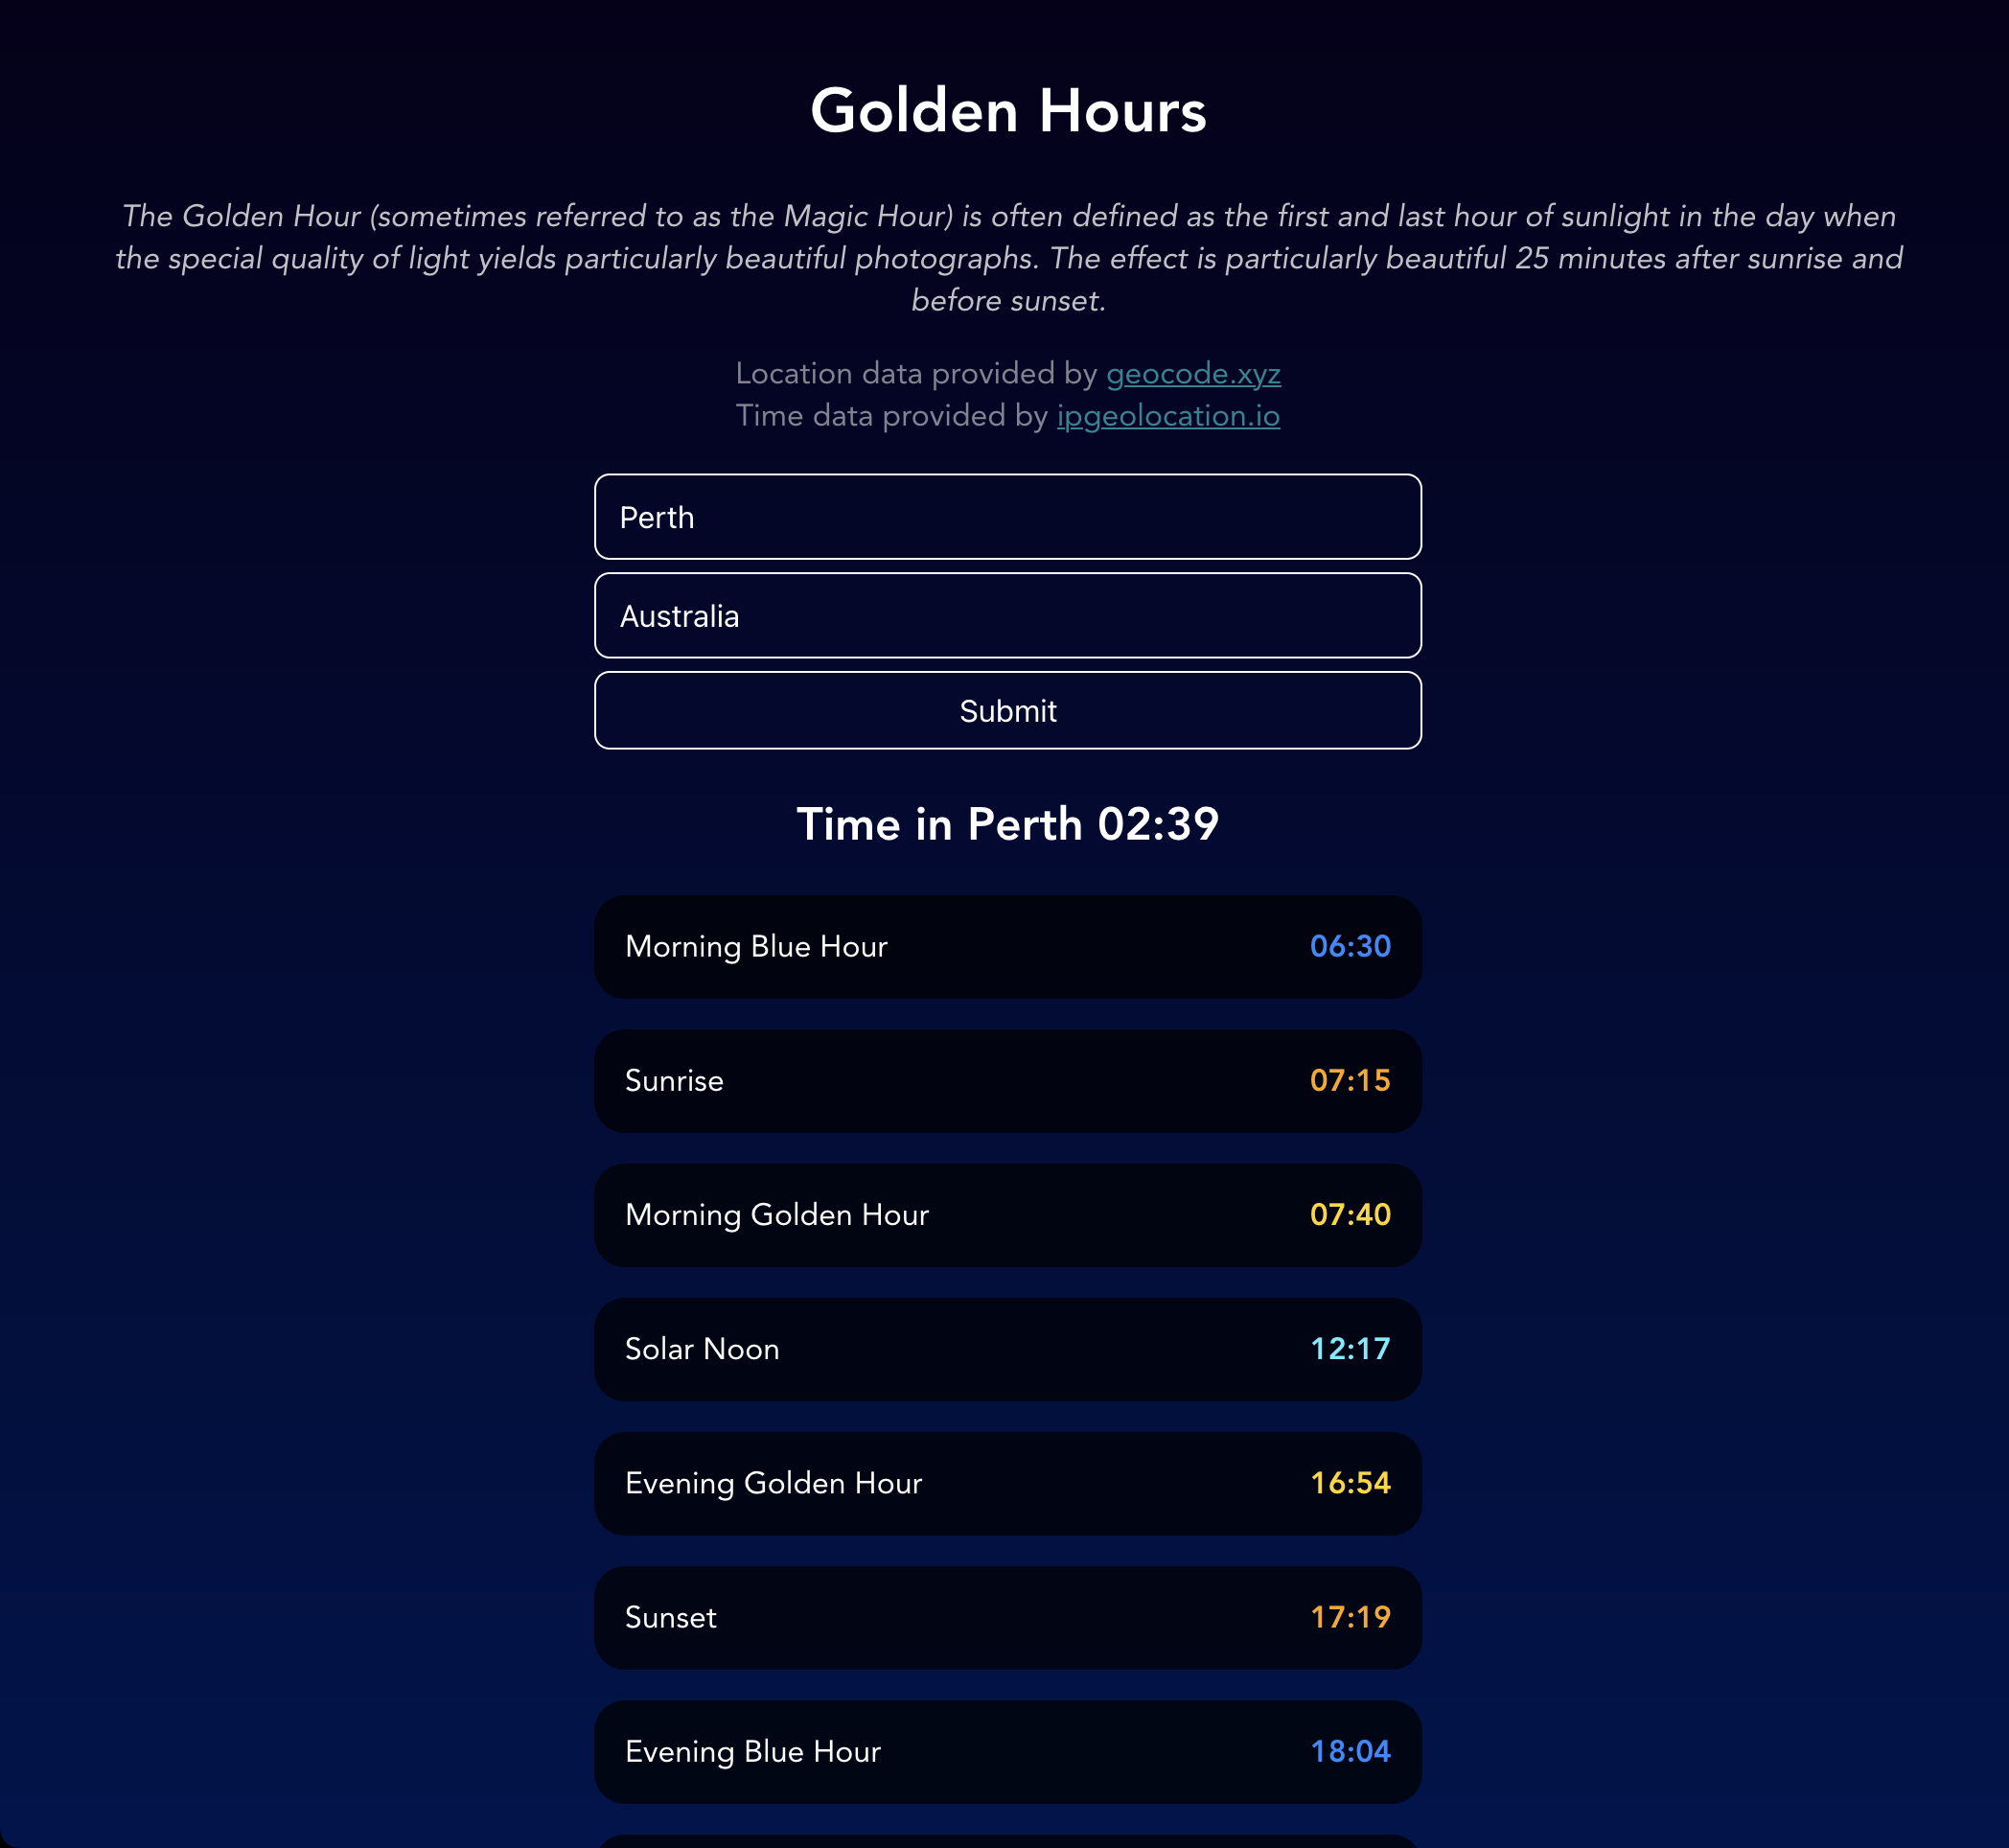 Golden Hours
The Golden Hour (sometimes referred to as the Magic Hour) is often defined as the first and last hour of sunlight in the day when
the special quality of light yields particularly beautiful photographs. The effect is particularly beautiful 25 minutes after sunrise and
before sunset.
Location data provided by geocode.xyz
Time data provided by ipgeolocation.io
Perth
Australia
Submit
Time in Perth 02:39
Morning Blue Hour 06:30
Sunrise 07:15
Morning Golden Hour 07:40
Solar Noon 12:17
Evening Golden Hour 16:54
Sunset 17:19
Evening Blue Hour 18:04